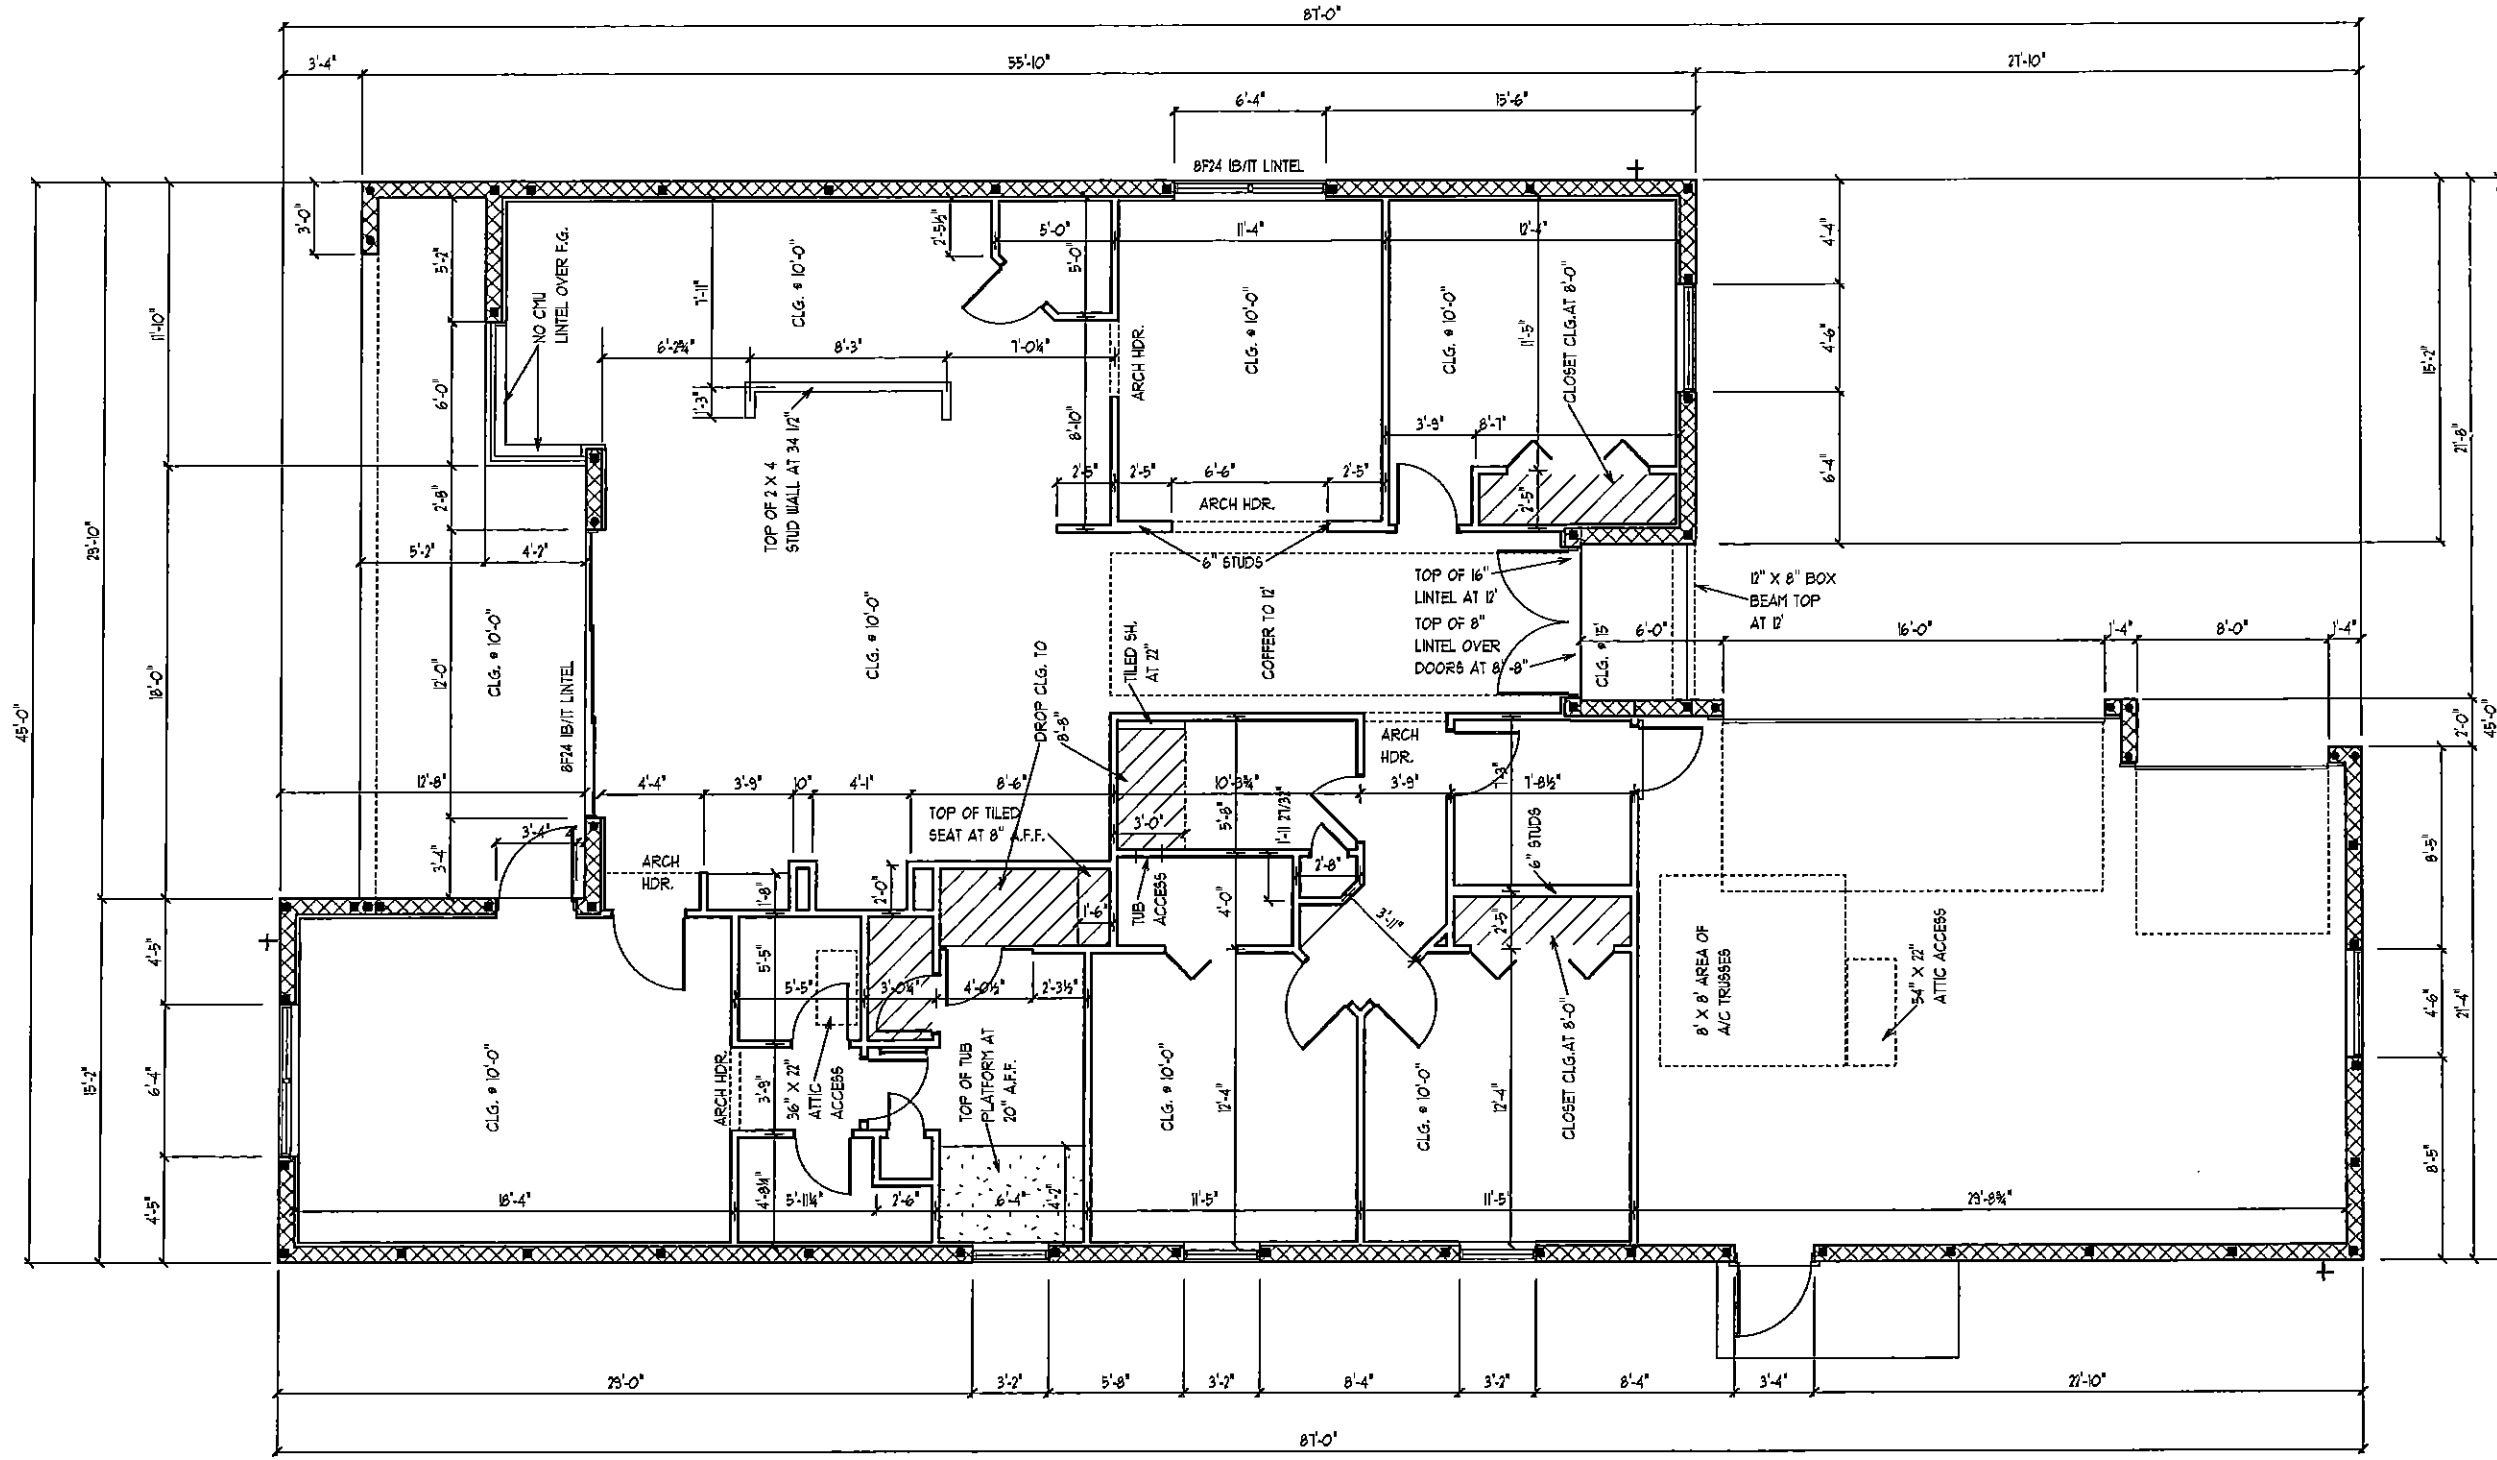 87'-0"
3'-4"
55'-10"
27'-10"
6'-4"
15'-6"
8F24 1B/1T LINTEL
3'-0"
5'-2"
NO CMU
LINTEL OVER F.G.
7'-11"
CLG. @ 10'-0"
2'-5½"
5'-0"
5'-0"
11'-4"
12'-4"
4'-4"
11'-10"
6'-0"
6'-2¾"
8'-3"
7'-0¼"
ARCH HDR.
CLG. @ 10'-0"
CLG. @ 10'-0"
11'-5"
CLOSET CLG. AT 8'-0"
4'-6"
15'-2"
21'-8"
1'-3"
8'-10"
3'-9"
8'-7"
TOP OF 2 X 4
STUD WALL AT 34 1/2"
2'-5"
2'-5"
6'-6"
2'-5"
ARCH HDR.
2'-5"
6'-4"
2'-8"
29'-10"
5'-2"
4'-2"
6" STUDS
TOP OF 16"
LINTEL AT 12'
TOP OF 8"
LINTEL OVER
DOORS AT 8'-8"
12" X 8" BOX
BEAM TOP
AT 12'
CLG. @ 10'-0"
CLG. @ 10'-0"
COFFER TO 12'
CLG. @ 15'
6'-0"
16'-0"
1'-4"
8'-0"
1'-4"
18'-0"
12'-0"
8F24 1B/1T LINTEL
DROP CLG. TO
8'-8"
TILED SH.
AT 22"
45'-0"
ARCH
HDR.
2'-0"
45'-0"
12'-8"
4'-4"
3'-9"
10"
4'-1"
8'-6"
10'-3¾"
3'-9"
7'-8½"
7'-3"
TOP OF TILED
SEAT AT 8" A.F.F.
3'-0"
5'-8"
1'-11 27/32"
6" STUDS
3'-4"
3'-4"
ARCH
HDR.
1'-8"
2'-0"
2'-8"
8'-5"
1'-6"
TUB
ACCESS
4'-0"
3'-11"
2'-5"
8' X 8' AREA OF
A/C TRUSSES
54" X 22"
ATTIC ACCESS
4'-5"
5'-5"
5'-5"
3'-0¼"
4'-0½"
2'-3½"
4'-6"
21'-4"
15'-2"
6'-4"
CLG. @ 10'-0"
ARCH HDR.
3'-9"
36" X 22"
ATTIC
ACCESS
TOP OF TUB
PLATFORM AT
20" A.F.F.
CLG. @ 10'-0"
12'-4"
CLG. @ 10'-0"
12'-4"
CLOSET CLG. AT 8'-0"
8'-5"
4'-5"
18'-4"
4'-8¼"
5'-11¼"
2'-6"
6'-4"
4'-2"
11'-5"
11'-5"
29'-8¾"
29'-0"
3'-2"
5'-8"
3'-2"
8'-4"
3'-2"
8'-4"
3'-4"
22'-10"
87'-0"